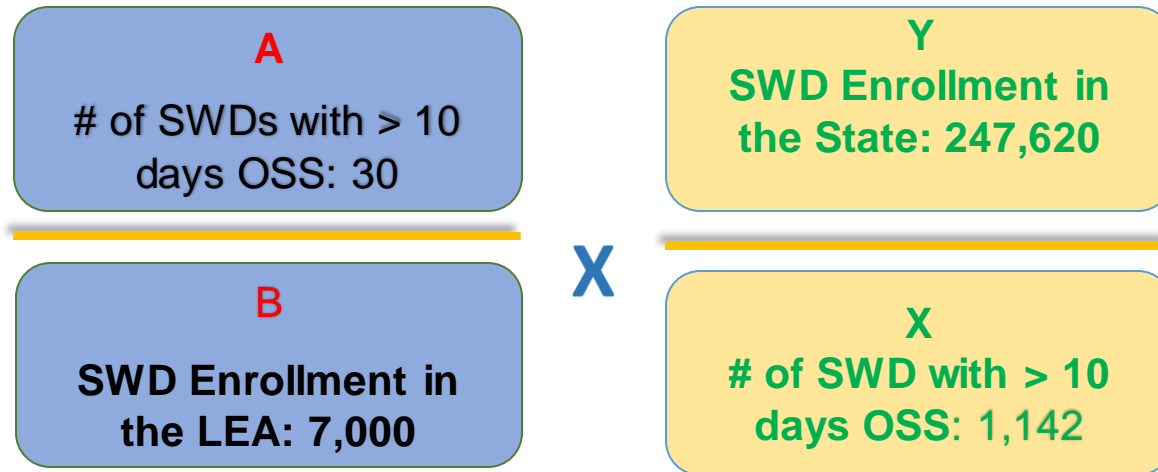 A
# of SWDs with > 10
days OSS: 30
B
SWD Enrollment in
the LEA: 7,000
X
Y
SWD Enrollment in
the State: 247,620
X
# of SWD with > 10
days OSS: 1,142